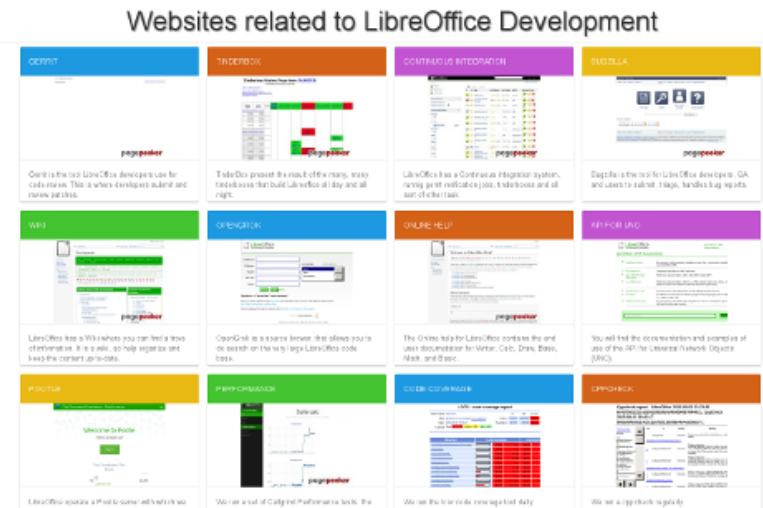 Websites related to LibreOffice Development
GERRIT
TINDERBOX
CONTINUOUS INTEGRATION
BUGZILLA
pagepeeker
pagepeeker
pagepeeker
pagepeeker
Gerrit is the tool LibreOffice developers use for
code review. This is where developers submit and
review patches.
TinderBox present the result of the many, many
tinderboxes that build Libreoffice all day and all
night.
LibreOffice has a Continuous integration system,
runnig gerrit verification jobs, tinderboxes and all
sort of other task.
Bugzilla is the tool for LibreOffice developers, QA
and users to submit, triage, handles bug reports.
WIKI
OPENGROK
ONLINE HELP
API FOR UNO
pagepeeker
pagepeeker
LibreOffice has a Wiki where you can find a trove
of information. It is a wiki, so help organize and
keep the content up-to-date.
OpenGrok is a source browser that allows you to
do search on the very large LibreOffice code
base.
The Online help for LibreOffice contains the end
user documentation for Writer, Calc, Draw, Base,
Math, and Basic.
You will find the documentation and examples of
use of the API for Universal Network Objects
(UNO).
POOTLE
PERFORMANCE
CODE COVERAGE
CPPCHECK
Welcome to Pootle
pagepeeker
LibreOffice operate a Pootle server with which we
We run a set of Callgrind Performance tests, the
We run the lcov code coverage tool daily
We run a cppcheck regularly